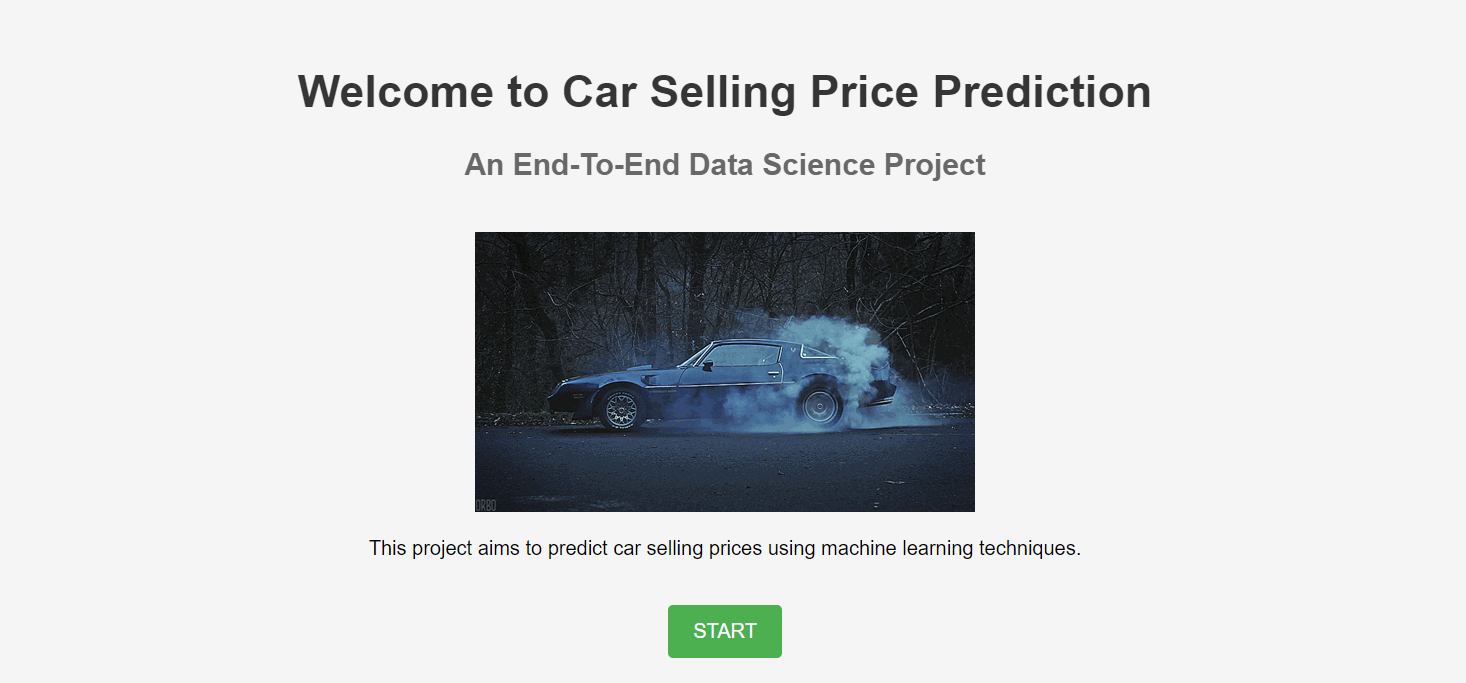 Welcome to Car Selling Price Prediction
An End-To-End Data Science Project
ORBO
This project aims to predict car selling prices using machine learning techniques.
START